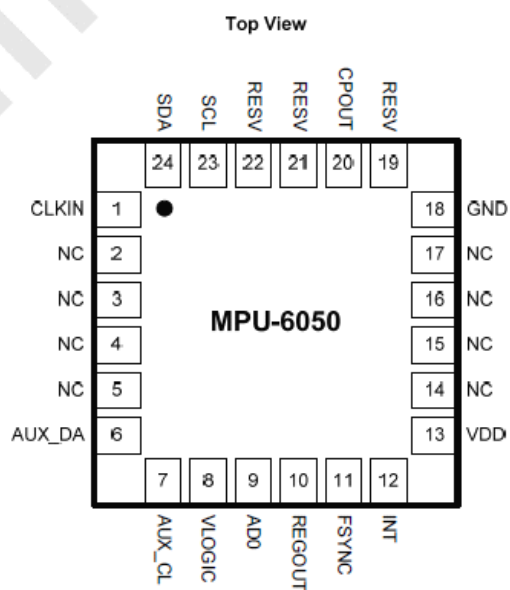 Top View
SDA SCL RESV RESV CPOUT RESV
24 23 22 21 20 19
CLKIN 1 18 GND
NC 2 17 NC
NC 3 16 NC
MPU-6050
NC 4 15 NC
NC 5 14 NC
AUX_DA 6 13 VDD
7 8 9 10 11 12
AUX_CL VLOGIC AD0 REGOUT FSYNC INT